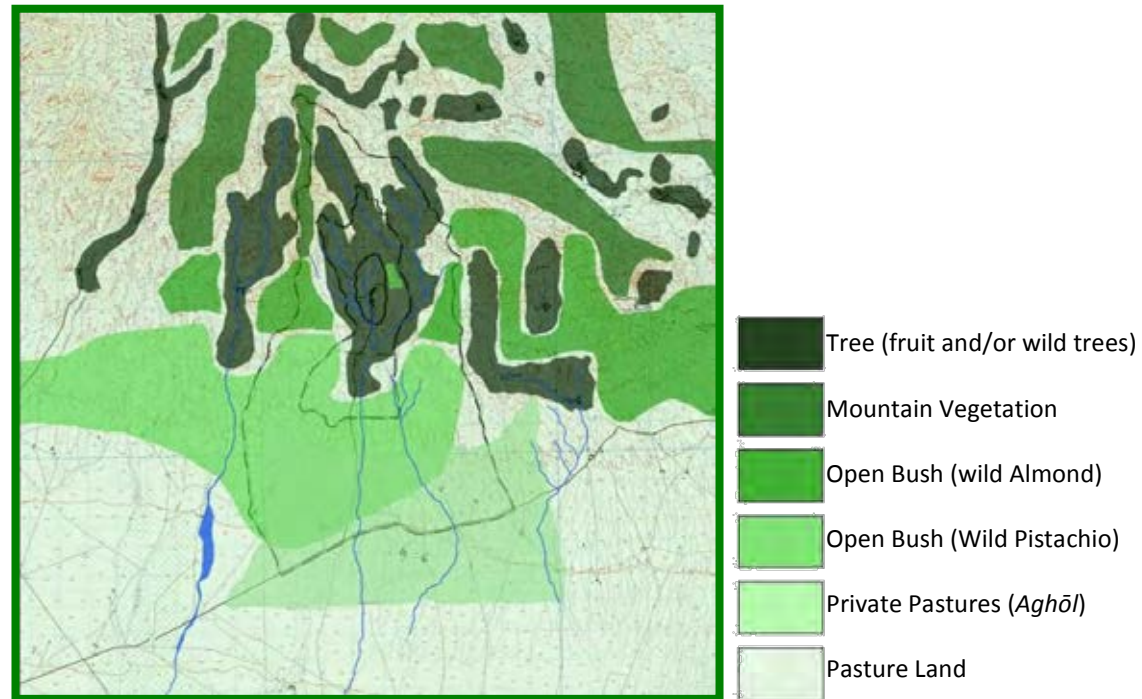 Tree (fruit and/or wild trees)
Mountain Vegetation
Open Bush (wild Almond)
Open Bush (Wild Pistachio)
Private Pastures (Aghōl)
Pasture Land